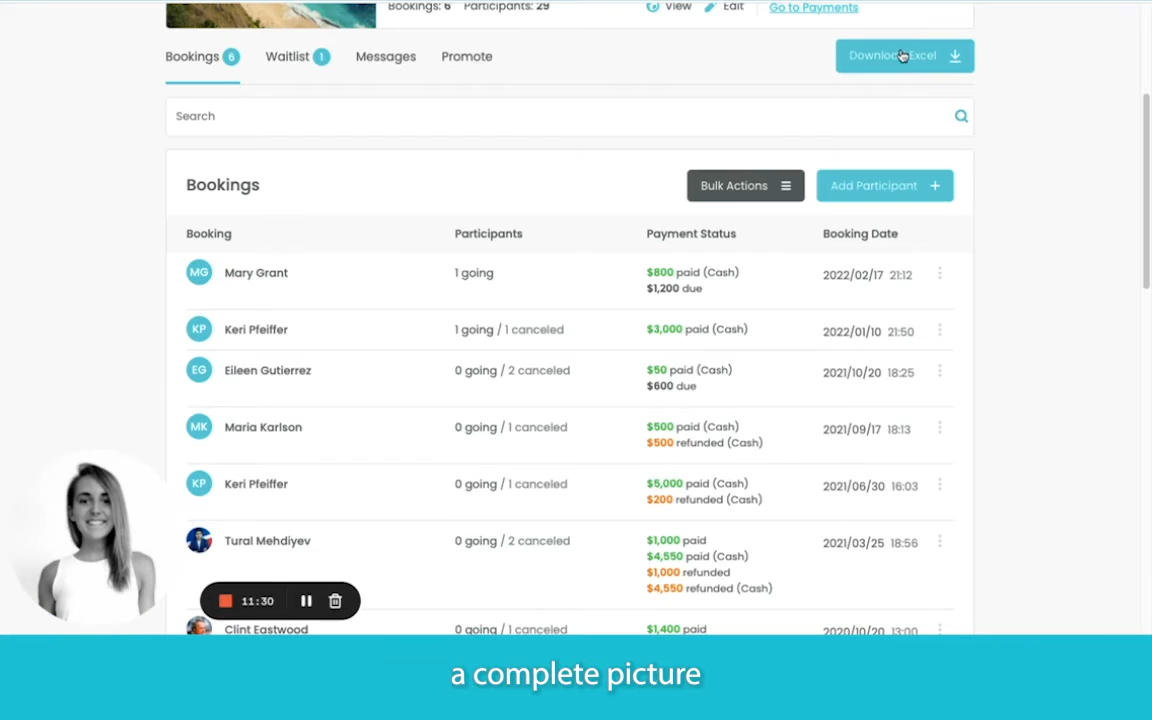 Bookings: 6 Participants: 29 View Edit Go to Payments
Bookings 6 Waitlist 1 Messages Promote Download Excel
Search
Bookings Bulk Actions Add Participant +
Booking Participants Payment Status Booking Date
MG Mary Grant 1 going $800 paid (Cash) 2022/02/17 21:12
$1,200 due
KP Keri Pfeiffer 1 going / 1 canceled $3,000 paid (Cash) 2022/01/10 21:50
EG Eileen Gutierrez 0 going / 2 canceled $50 paid (Cash) 2021/10/20 18:25
$600 due
MK Maria Karlson 0 going / 1 canceled $500 paid (Cash) 2021/09/17 18:13
$500 refunded (Cash)
KP Keri Pfeiffer 0 going / 1 canceled $5,000 paid (Cash) 2021/06/30 16:03
$200 refunded (Cash)
Tural Mehdiyev 0 going / 2 canceled $1,000 paid 2021/03/25 18:56
$4,550 paid (Cash)
$1,000 refunded
$4,550 refunded (Cash)
11:30
Clint Eastwood 0 going / 1 canceled $1,400 paid 2020/10/20 13:00
a complete picture